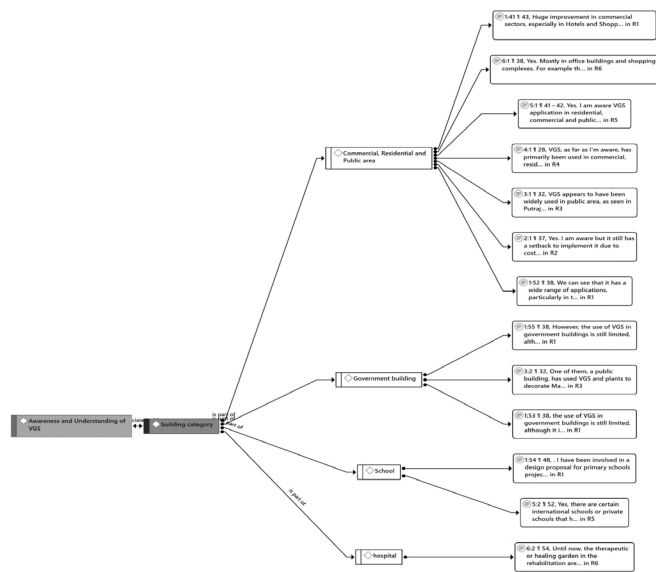 1:41 ¶ 43, Huge improvement in commercial
sectors, especially in Hotels and Shopp... in R1
6:1 ¶ 38, Yes. Mostly in office buildings and shopping
complexes. For example th... in R6
5:1 ¶ 41 – 42, Yes. I am aware VGS
application in residential,
commercial and public... in R5
Commercial, Residential and
Public area
4:1 ¶ 28, VGS, as far as I'm aware, has
primarily been used in commercial,
resid... in R4
3:1 ¶ 32, VGS appears to have been
widely used in public area, as seen in
Putraj... in R3
2:1 ¶ 37, Yes. I am aware but it still has
a setback to implement it due to
cost... in R2
1:52 ¶ 38, We can see that it has a
wide range of applications,
particularly in t... in R1
1:55 ¶ 38, However, the use of VGS in
government buildings is still limited,
alth... in R1
Government building
3:2 ¶ 32, One of them, a public
building, has used VGS and plants to
decorate Ma... in R3
1:53 ¶ 38, the use of VGS in
government buildings is still limited,
although it i... in R1
Awareness and Understanding of
VGS
is part of
part of
building category
1:54 ¶ 48, . I have been involved in a
design proposal for primary schools
projec... in R1
School
5:2 ¶ 52, Yes, there are certain
international schools or private
schools that h... in R5
is part of
hospital
6:2 ¶ 54, Until now, the therapeutic
or healing garden in the
rehabilitation are... in R6